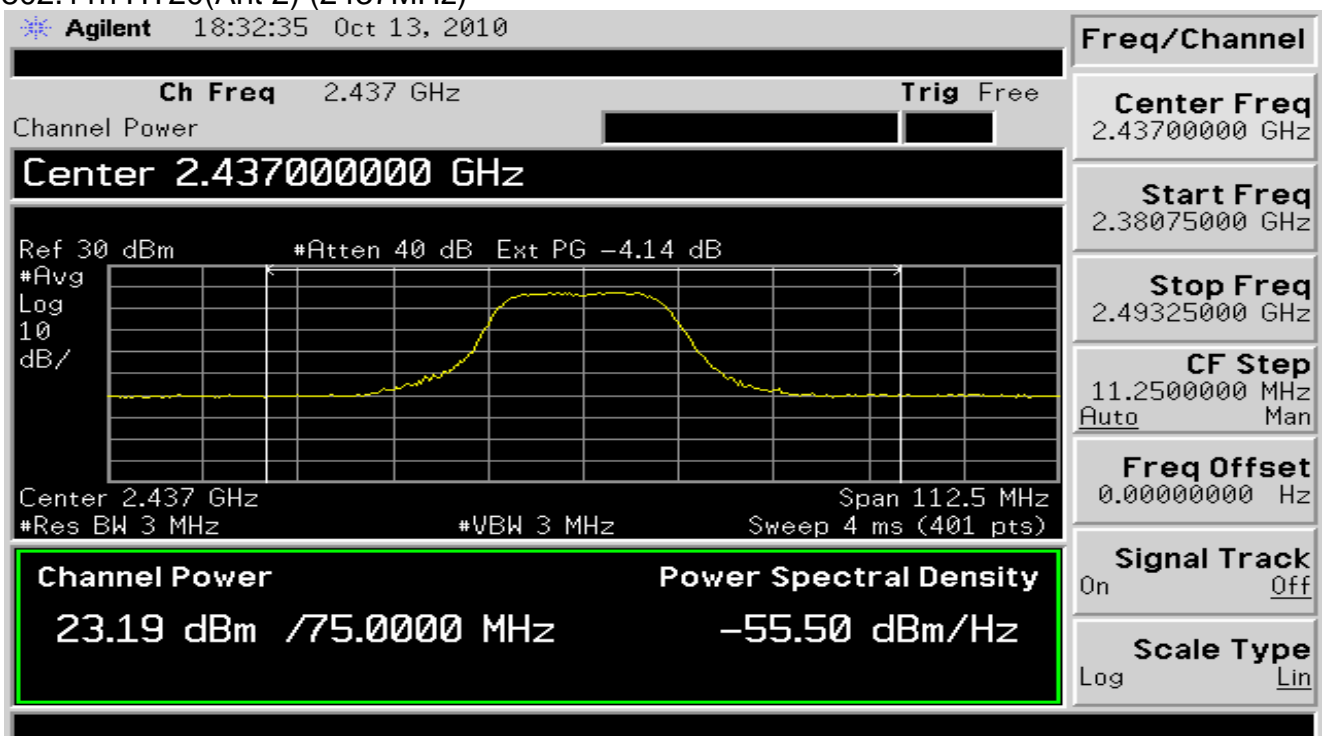 Agilent 18:32:35 Oct 13, 2010
Ch Freq 2.437 GHz Trig Free
Channel Power
Center 2.437000000 GHz
Ref 30 dBm #Atten 40 dB Ext PG −4.14 dB
#Avg
Log
10
dB/
Center 2.437 GHz Span 112.5 MHz
#Res BW 3 MHz #VBW 3 MHz Sweep 4 ms (401 pts)
Channel Power Power Spectral Density
23.19 dBm /75.0000 MHz −55.50 dBm/Hz
Freq/Channel
Center Freq
2.43700000 GHz
Start Freq
2.38075000 GHz
Stop Freq
2.49325000 GHz
CF Step
11.2500000 MHz
Auto Man
Freq Offset
0.00000000 Hz
Signal Track
On Off
Scale Type
Log Lin